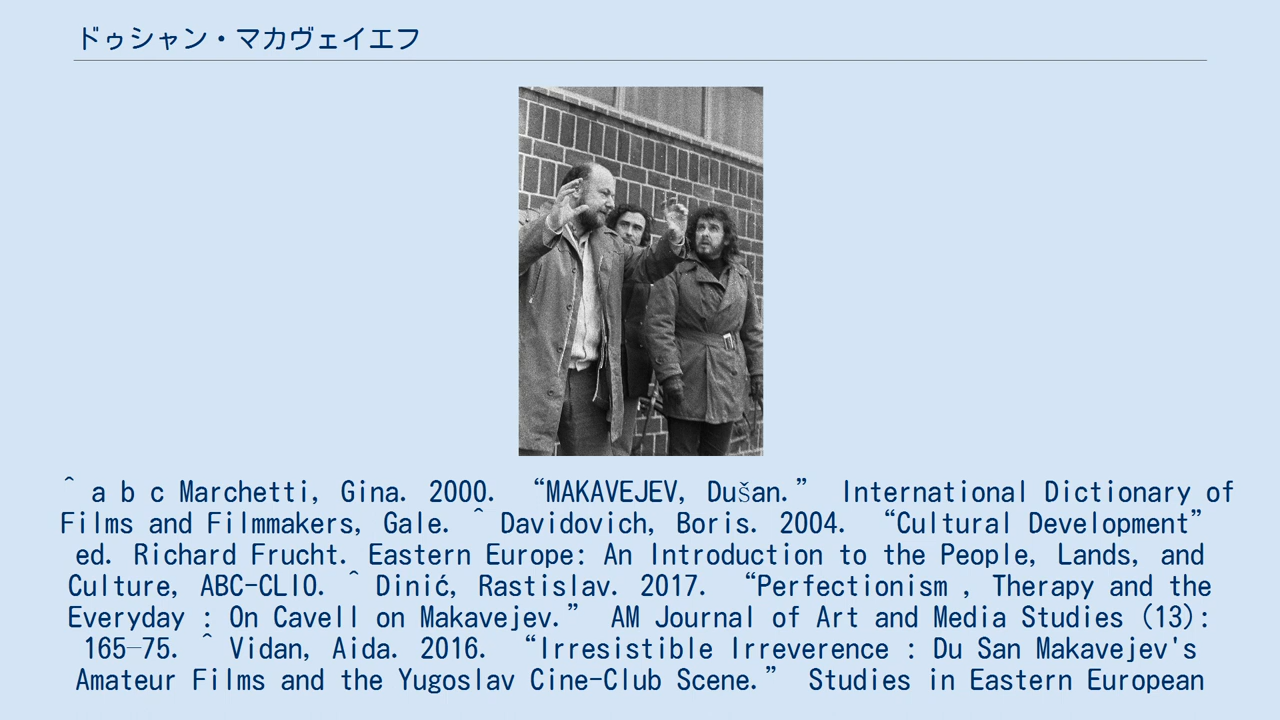 ドゥシャン・マカヴェイエフ
^ a b c Marchetti, Gina. 2000. “MAKAVEJEV, Dušan.” International Dictionary of
Films and Filmmakers, Gale. ^ Davidovich, Boris. 2004. “Cultural Development”
ed. Richard Frucht. Eastern Europe: An Introduction to the People, Lands, and
Culture, ABC-CLIO. ^ Dinić, Rastislav. 2017. “Perfectionism , Therapy and the
Everyday : On Cavell on Makavejev.” AM Journal of Art and Media Studies (13):
165–75. ^ Vidan, Aida. 2016. “Irresistible Irreverence : Du San Makavejev's
Amateur Films and the Yugoslav Cine-Club Scene.” Studies in Eastern European